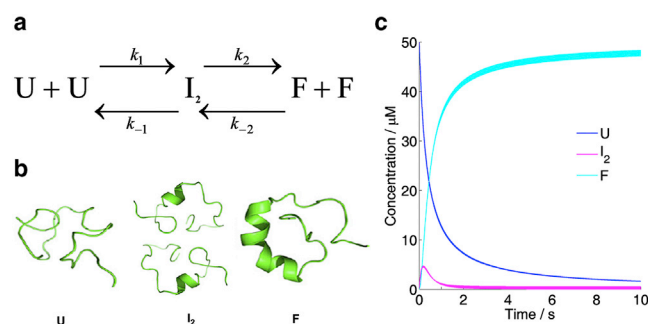 a
U + U
k₁
k₋₁
I₂
k₂
k₋₂
F + F
b
U
I₂
F
c
Concentration / μM
50
40
30
20
10
0
0
2
4
6
8
10
Time / s
U
I₂
F